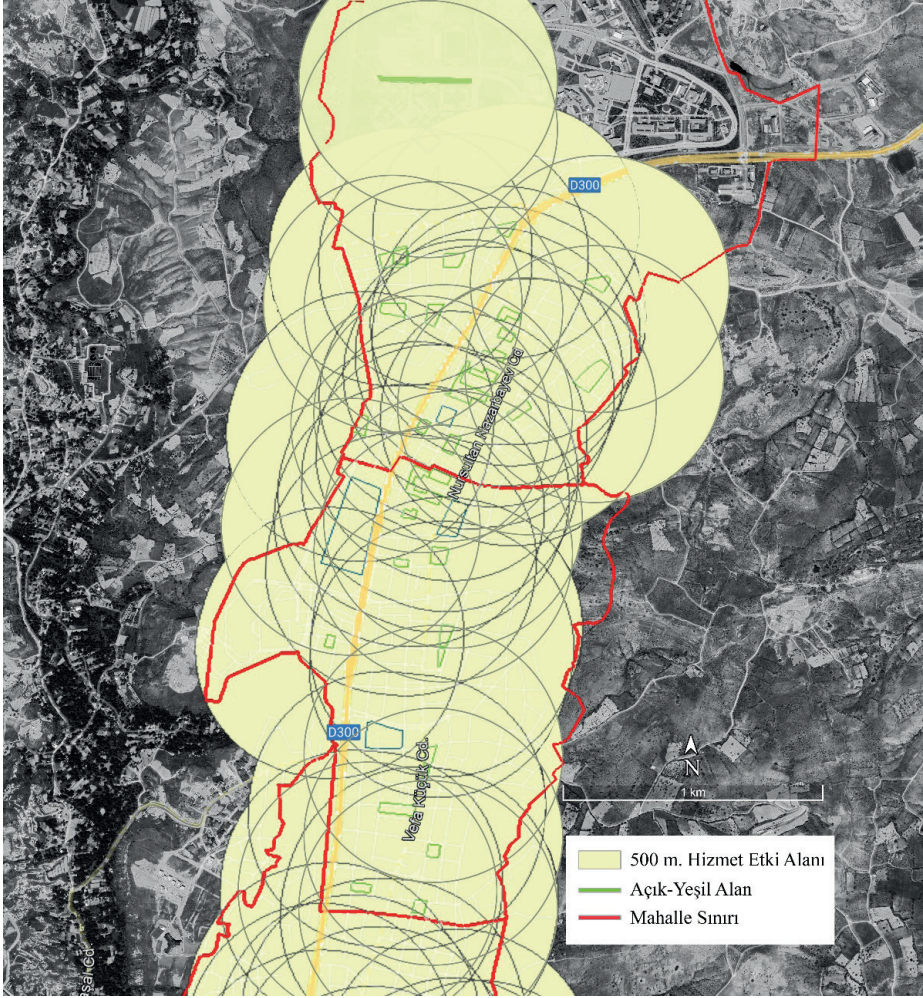 D300
Nursultan Nazarbayev Cd.
D300
Vefa Küçük Cd.
N
1 km
500 m. Hizmet Etki Alanı
Açık-Yeşil Alan
Mahalle Sınırı